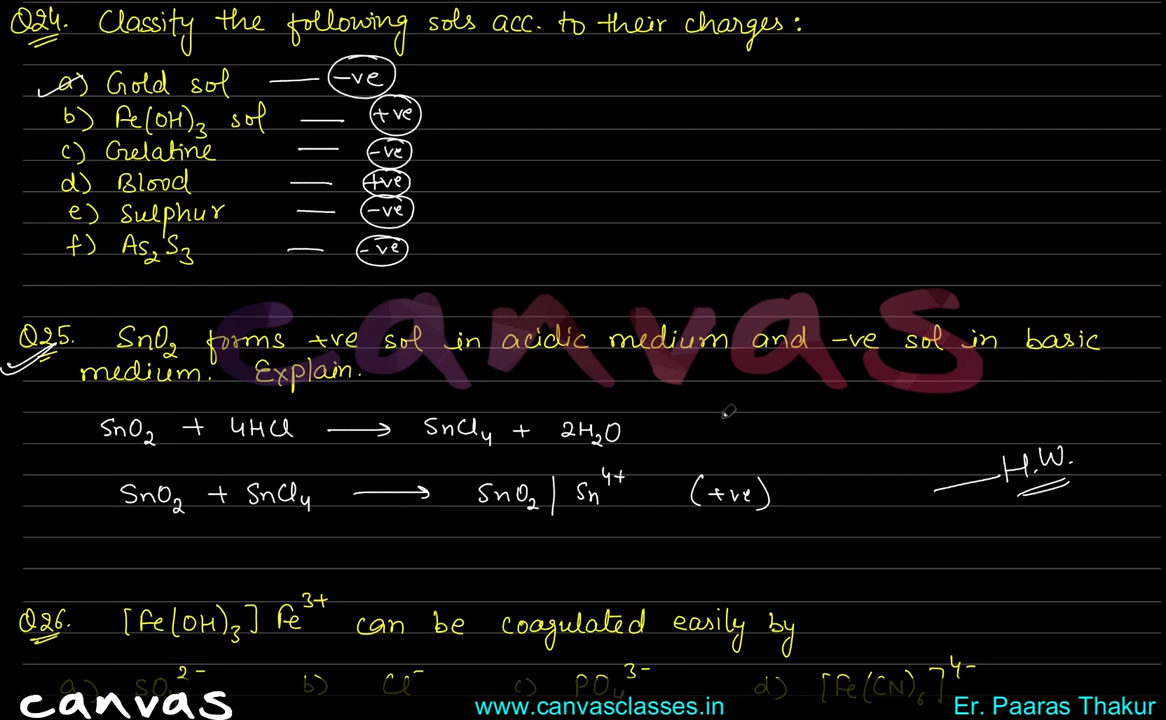 Q24. Classify the following sols acc. to their charges:
a) Gold sol — -ve
b) Fe(OH)3 sol — +ve
c) Gelatine — -ve
d) Blood — +ve
e) Sulphur — -ve
f) As2S3 — -ve
canvas
Q25. SnO2 forms +ve sol in acidic medium and -ve sol in basic
medium. Explain.
SnO2 + 4HCl → SnCl4 + 2H2O
— H.W.
SnO2 + SnCl4 → SnO2 | Sn4+ (+ve)
Q26. [Fe(OH)3] Fe3+ can be coagulated easily by
a) SO42- b) Cl- c) PO43- d) [Fe(CN)6]4-
canvas www.canvasclasses.in Er. Paaras Thakur